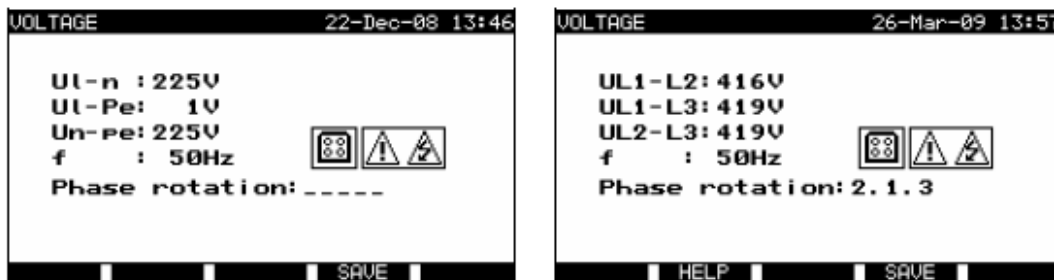 VOLTAGE 22-Dec-08 13:46
Ul-n :225V
Ul-Pe: 1V
Un-pe:225V
f : 50Hz
Phase rotation:_____
SAVE
VOLTAGE 26-Mar-09 13:57
UL1-L2:416V
UL1-L3:419V
UL2-L3:419V
f : 50Hz
Phase rotation:2.1.3
HELP SAVE